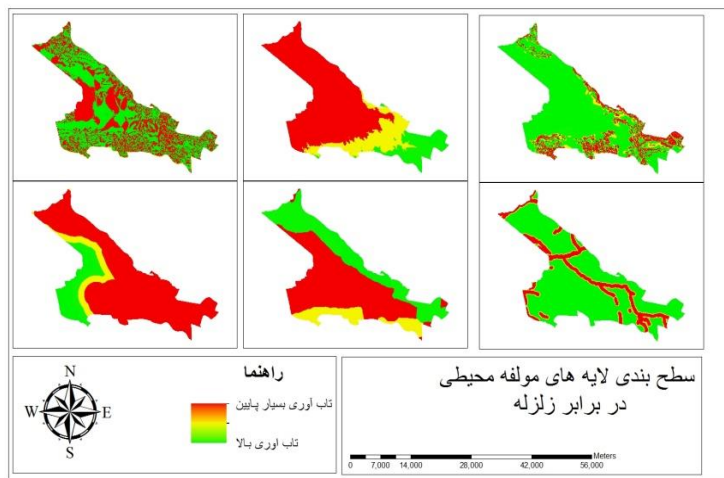 راهنما
تاب آوری بسیار پایین
تاب اوری بالا
N
W
E
S
سطح بندی لایه های مولفه محیطی
در برابر زلزله
Meters
0 7,000 14,000 28,000 42,000 56,000